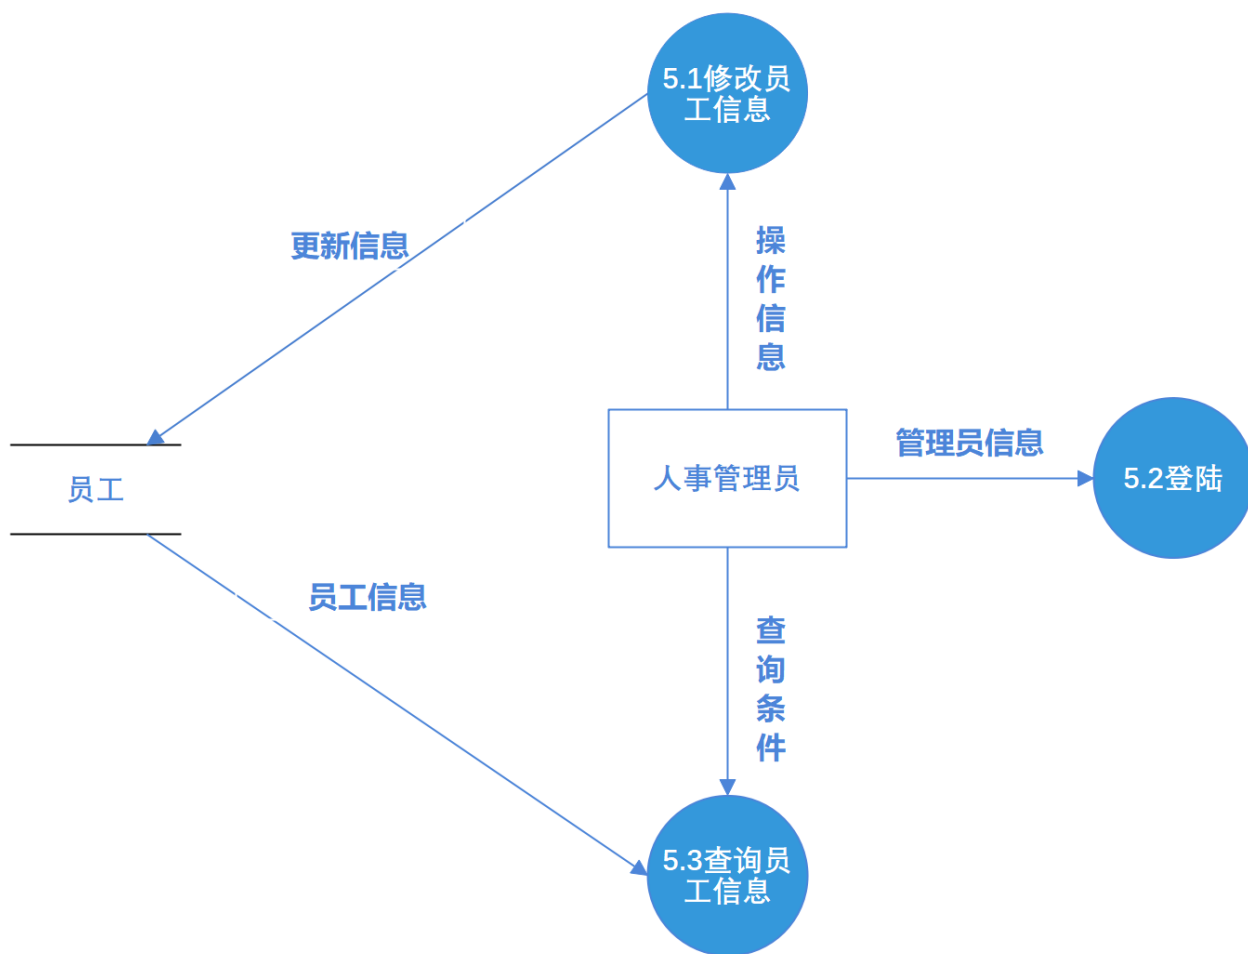 5.1修改员
工信息
更新信息
操作信息
员工
人事管理员
管理员信息
5.2登陆
员工信息
查询条件
5.3查询员
工信息